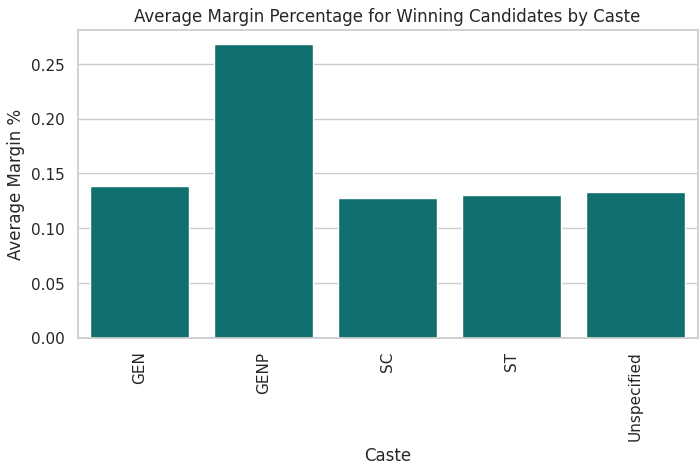 Average Margin Percentage for Winning Candidates by Caste
Average Margin %
0.25
0.20
0.15
0.10
0.05
0.00
GEN
GENP
SC
ST
Unspecified
Caste